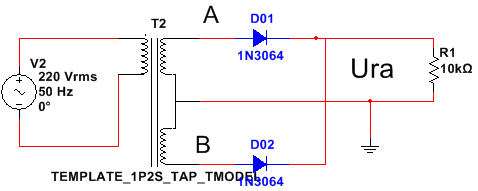 T2
A
D01
1N3064
V2
220 Vrms
50 Hz
0°
Ura
R1
10kΩ
B
D02
1N3064
TEMPLATE_1P2S_TAP_TMODEL